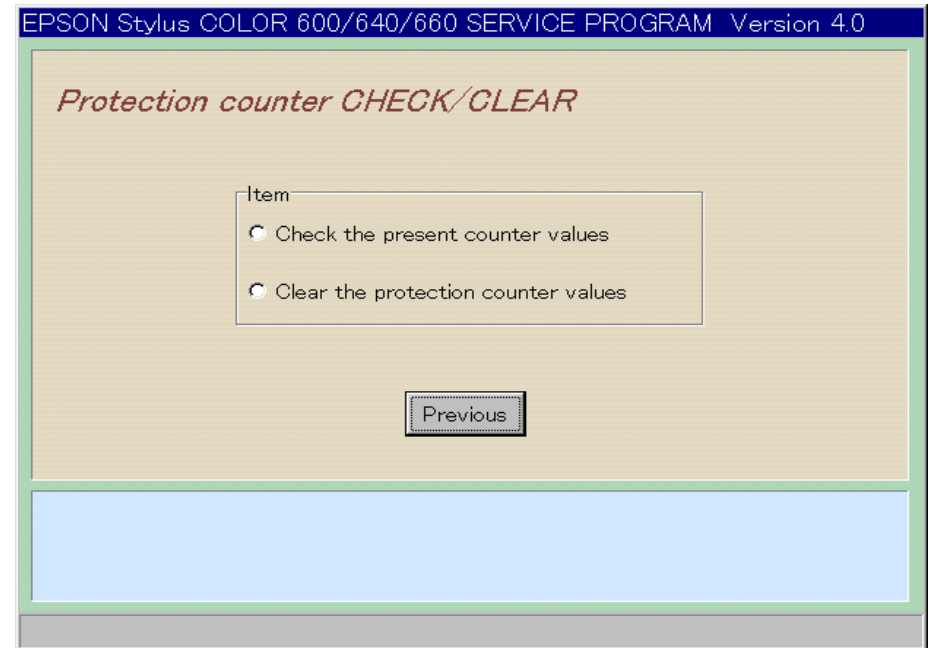 EPSON Stylus COLOR 600/640/660 SERVICE PROGRAM Version 4.0
Protection counter CHECK/CLEAR
Item
Check the present counter values
Clear the protection counter values
Previous